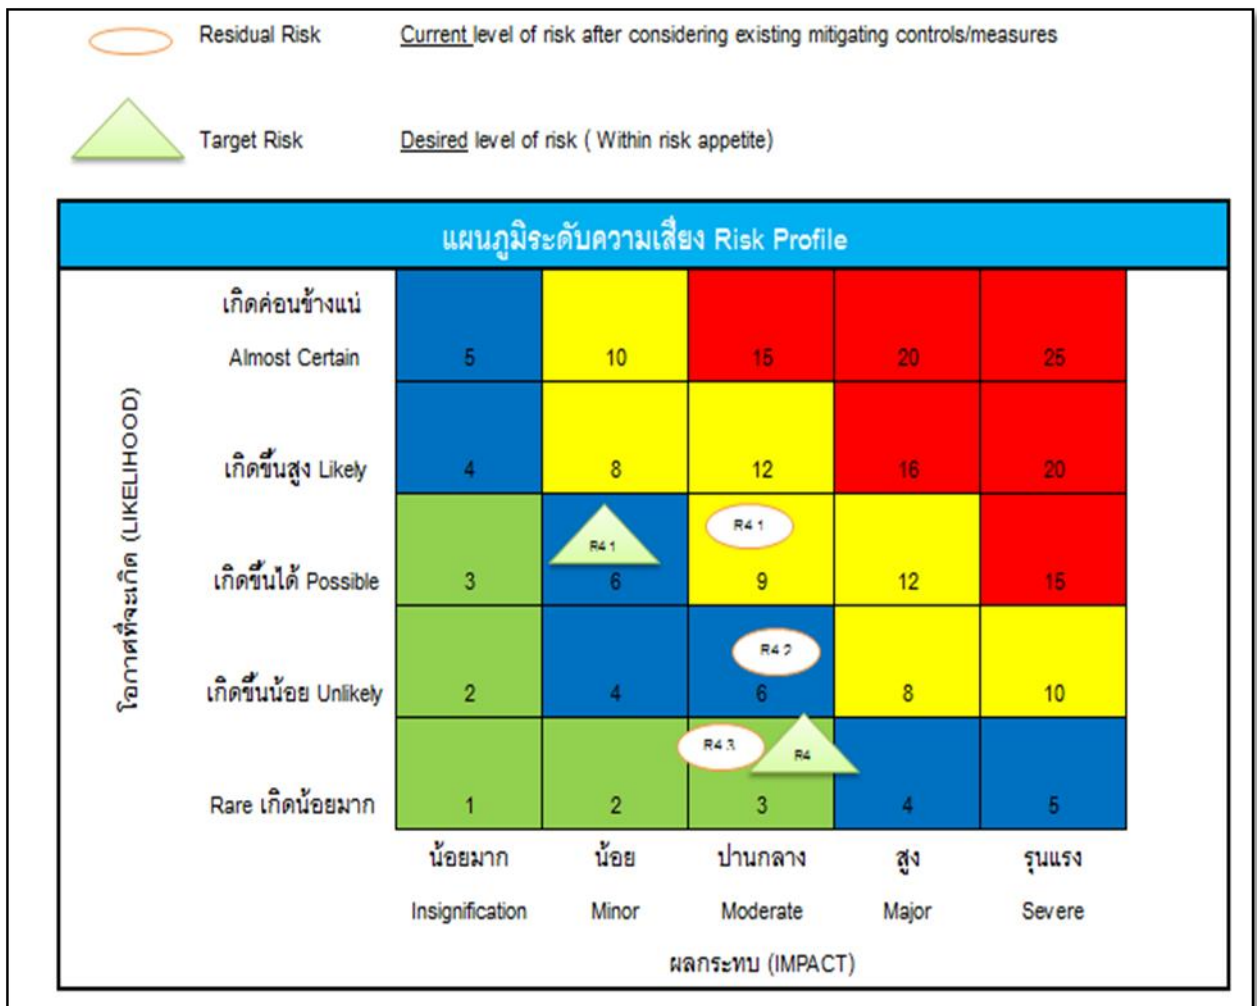 Residual Risk Current level of risk after considering existing mitigating controls/measures
Target Risk Desired level of risk ( Within risk appetite)
แผนภูมิระดับความเสี่ยง Risk Profile
โอกาศที่จะเกิด (LIKELIHOOD)
เกิดค่อนข้างแน่
Almost Certain 5 10 15 20 25
เกิดขึ้นสูง Likely 4 8 12 16 20
R4 1 R4 1
เกิดขึ้นได้ Possible 3 6 9 12 15
R4 2
เกิดขึ้นน้อย Unlikely 2 4 6 8 10
R4 3 R4
Rare เกิดน้อยมาก 1 2 3 4 5
น้อยมาก น้อย ปานกลาง สูง รุนแรง
Insignification Minor Moderate Major Severe
ผลกระทบ (IMPACT)